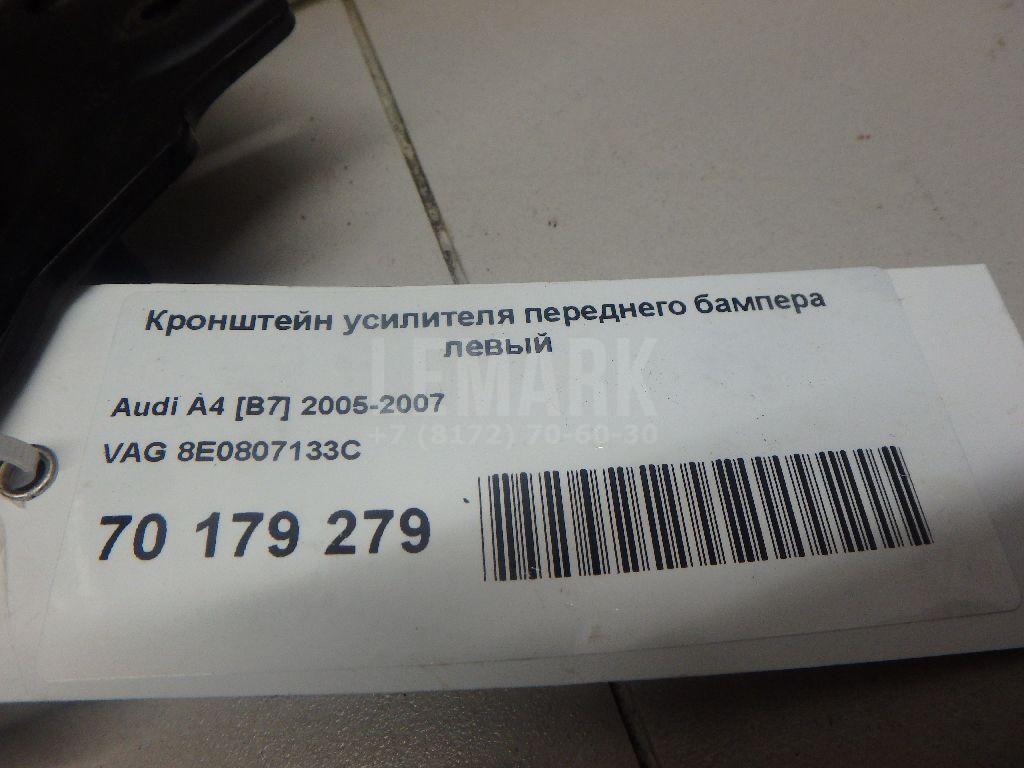 Кронштейн усилителя переднего бампера
левый
LEMARK
Audi A4 [B7] 2005-2007
+7 (8172) 70-60-30
VAG 8E0807133C
70 179 279